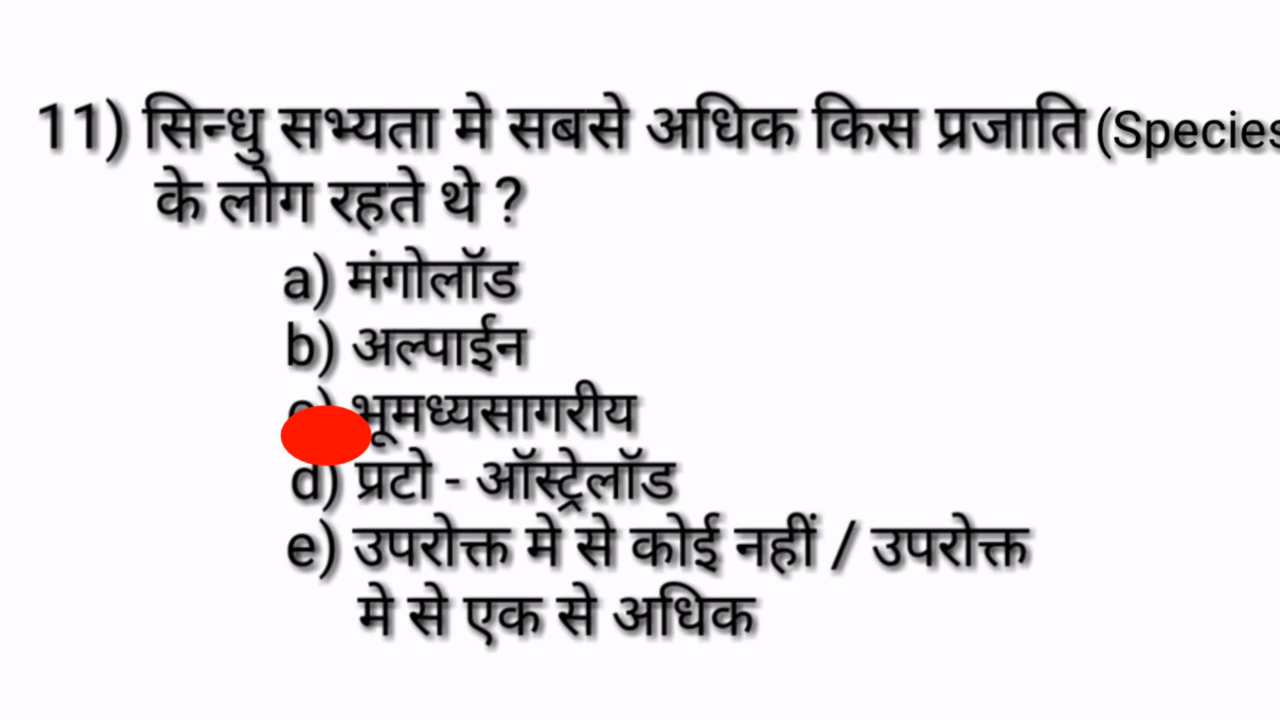 11) सिन्धु सभ्यता मे सबसे अधिक किस प्रजाति (Species
के लोग रहते थे ?
a) मंगोलॉड
b) अल्पाईन
c) भूमध्यसागरीय
d) प्रटो - ऑस्ट्रेलॉड
e) उपरोक्त मे से कोई नहीं / उपरोक्त
मे से एक से अधिक